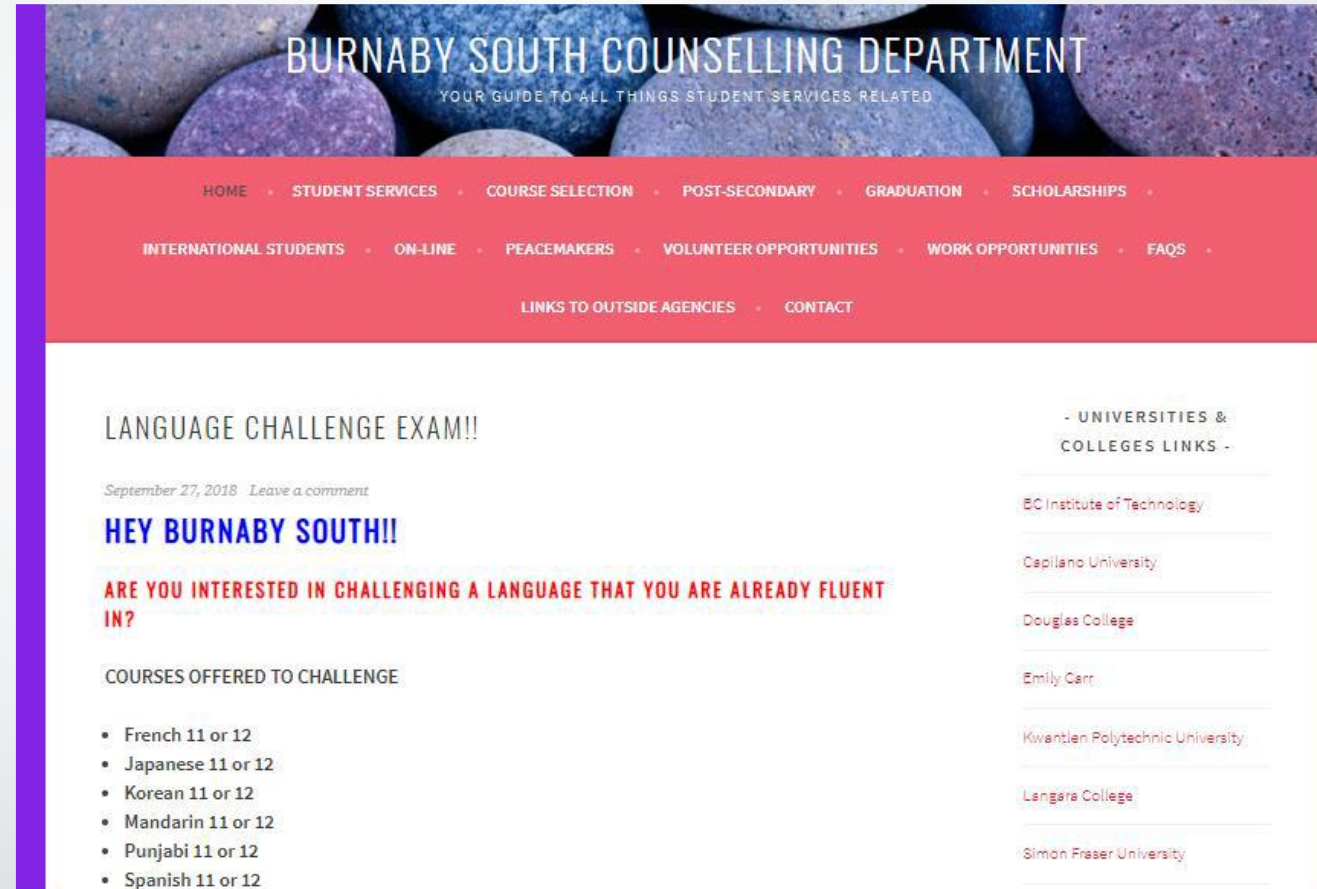 BURNABY SOUTH COUNSELLING DEPARTMENT
YOUR GUIDE TO ALL THINGS STUDENT SERVICES RELATED
HOME • STUDENT SERVICES • COURSE SELECTION • POST-SECONDARY • GRADUATION • SCHOLARSHIPS •
INTERNATIONAL STUDENTS • ON-LINE • PEACEMAKERS • VOLUNTEER OPPORTUNITIES • WORK OPPORTUNITIES • FAQS •
LINKS TO OUTSIDE AGENCIES • CONTACT
LANGUAGE CHALLENGE EXAM!!
September 27, 2018 Leave a comment
HEY BURNABY SOUTH!!
ARE YOU INTERESTED IN CHALLENGING A LANGUAGE THAT YOU ARE ALREADY FLUENT
IN?
COURSES OFFERED TO CHALLENGE
• French 11 or 12
• Japanese 11 or 12
• Korean 11 or 12
• Mandarin 11 or 12
• Punjabi 11 or 12
• Spanish 11 or 12
- UNIVERSITIES &
COLLEGES LINKS -
BC Institute of Technology
Capilano University
Douglas College
Emily Carr
Kwantlen Polytechnic University
Langara College
Simon Fraser University